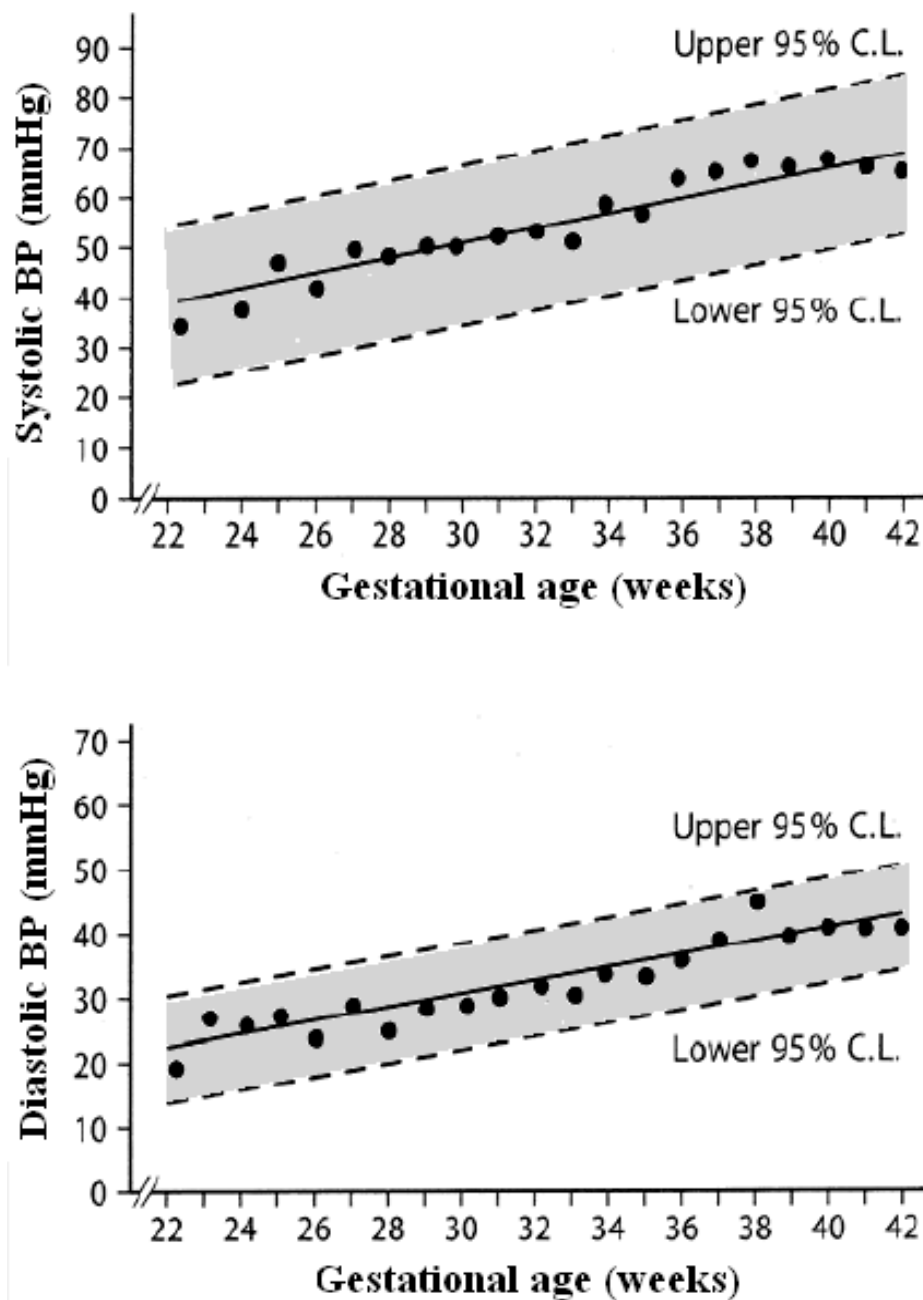 Systolic BP (mmHg)
90
80
70
60
50
40
30
20
10
0
Upper 95% C.L.
Lower 95% C.L.
22 24 26 28 30 32 34 36 38 40 42
Gestational age (weeks)
Diastolic BP (mmHg)
70
60
50
40
30
20
10
0
Upper 95% C.L.
Lower 95% C.L.
22 24 26 28 30 32 34 36 38 40 42
Gestational age (weeks)